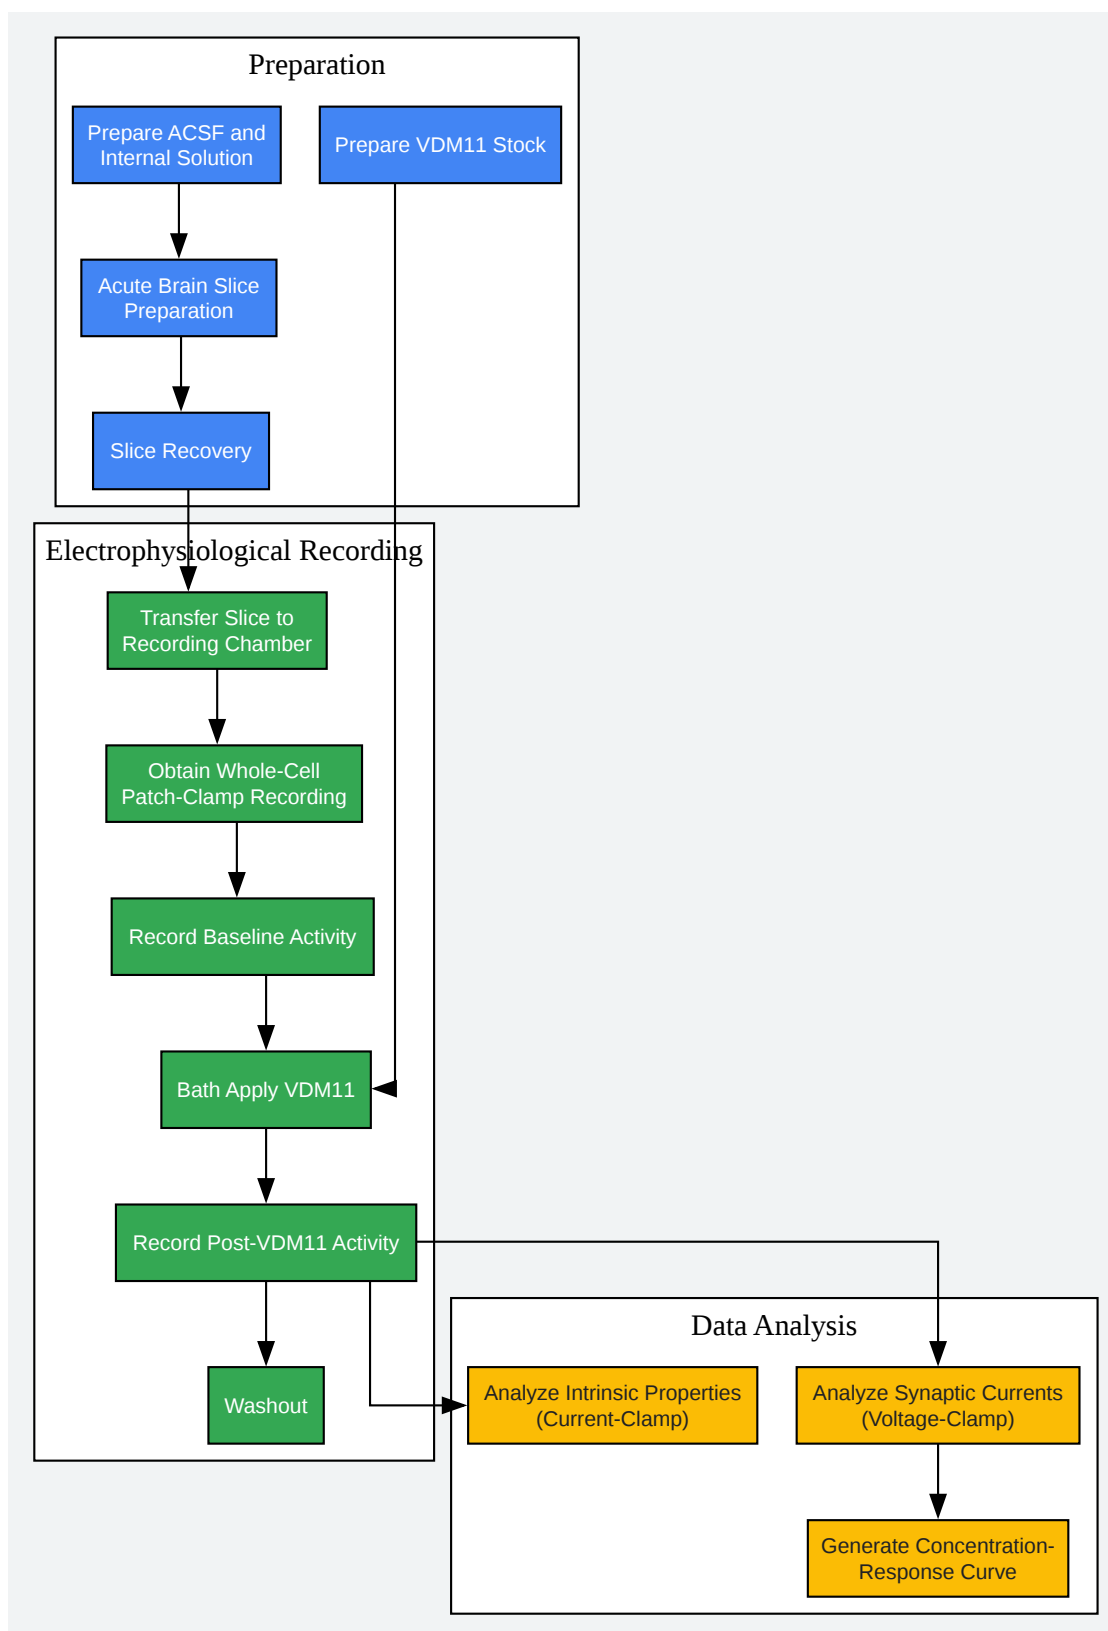 Preparation
Prepare ACSF and
Internal Solution
Prepare VDM11 Stock
Acute Brain Slice
Preparation
Slice Recovery
Electrophysiological Recording
Transfer Slice to
Recording Chamber
Obtain Whole-Cell
Patch-Clamp Recording
Record Baseline Activity
Bath Apply VDM11
Record Post-VDM11 Activity
Washout
Data Analysis
Analyze Intrinsic Properties
(Current-Clamp)
Analyze Synaptic Currents
(Voltage-Clamp)
Generate Concentration-
Response Curve